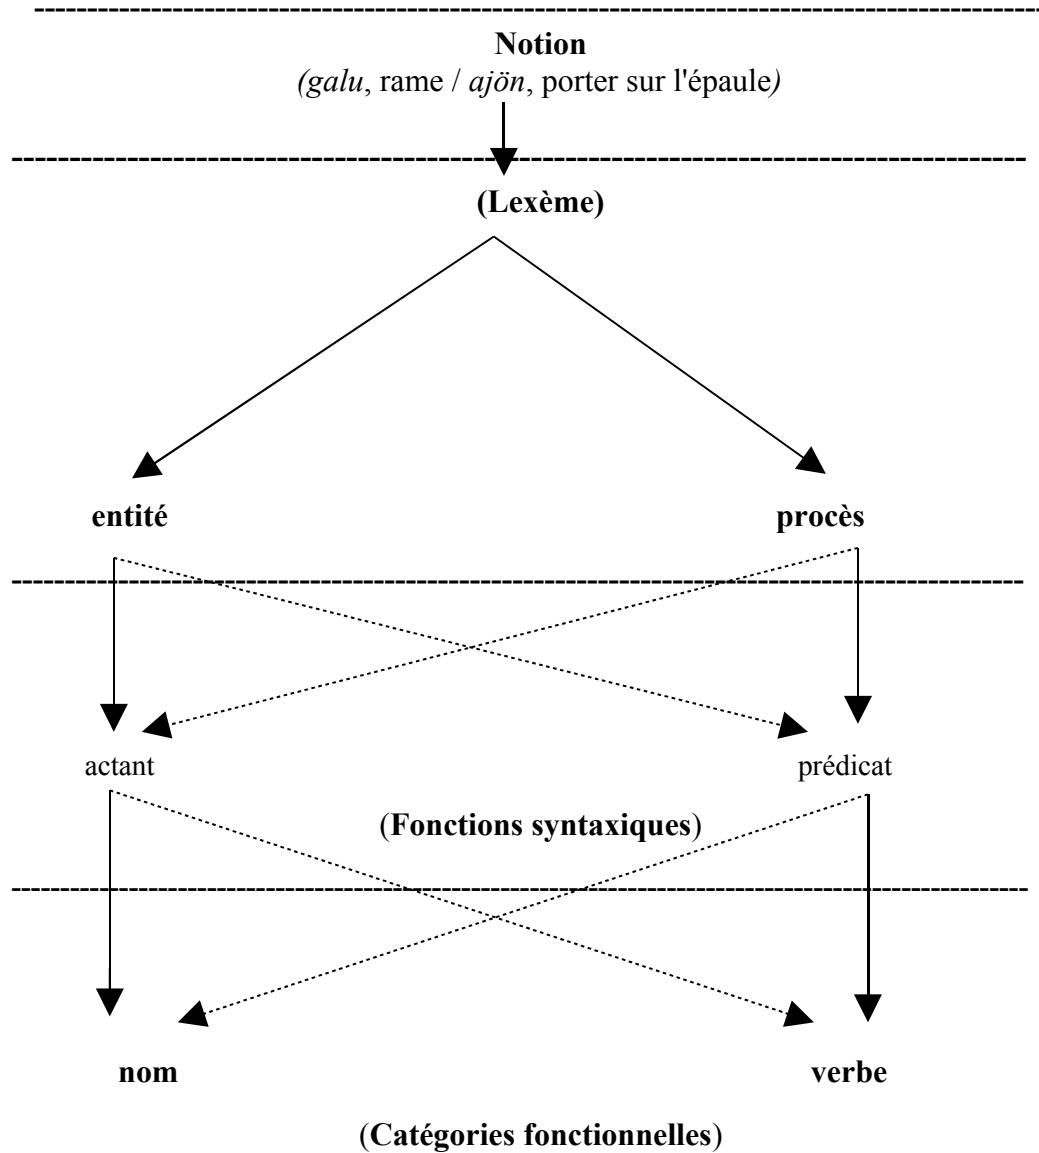 Notion
(galu, rame / ajön, porter sur l'épaule)
(Lexème)
entité procès
actant prédicat
(Fonctions syntaxiques)
nom verbe
(Catégories fonctionnelles)